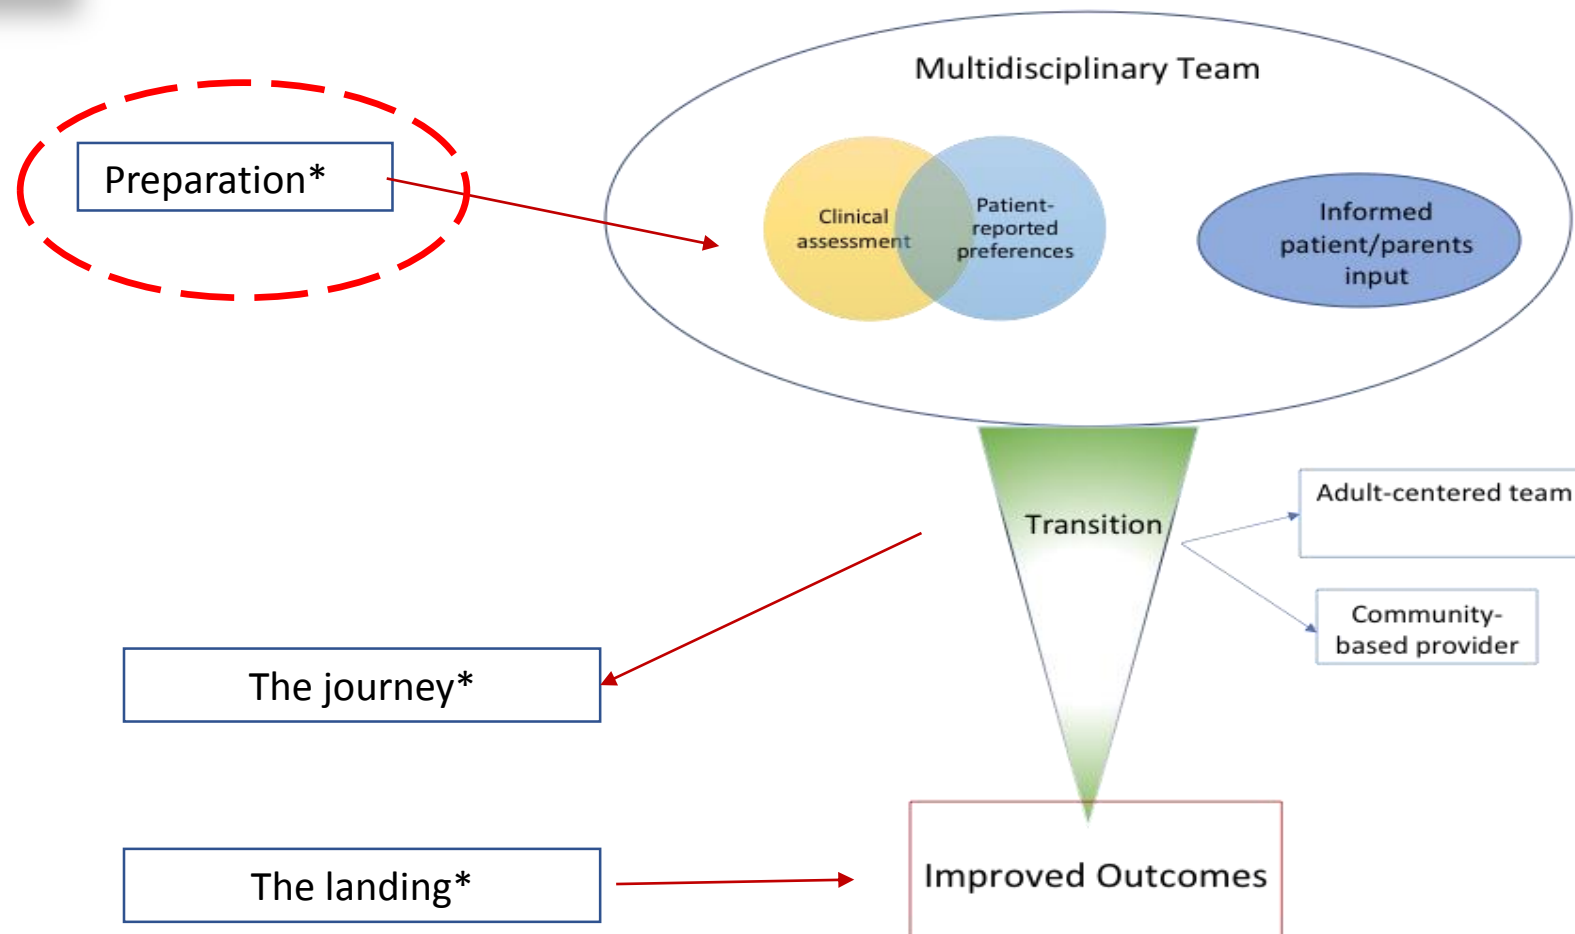 Multidisciplinary Team
Preparation*
Clinical
assessment
Patient-
reported
preferences
Informed
patient/parents
input
Transition
Adult-centered team
Community-
based provider
The journey*
The landing*
Improved Outcomes